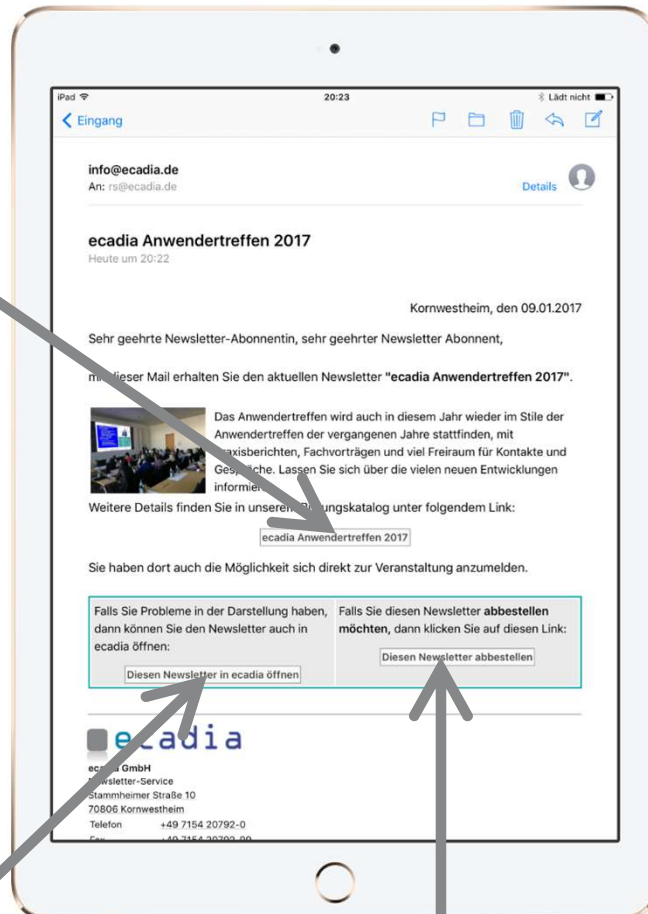 iPad 20:23 Lädt nicht
Eingang
info@ecadia.de
An: rs@ecadia.de
Details
ecadia Anwendertreffen 2017
Heute um 20:22
Kornwestheim, den 09.01.2017
Sehr geehrte Newsletter-Abonnentin, sehr geehrter Newsletter Abonnent,
mit dieser Mail erhalten Sie den aktuellen Newsletter "ecadia Anwendertreffen 2017".
Das Anwendertreffen wird auch in diesem Jahr wieder im Stile der
Anwendertreffen der vergangenen Jahre stattfinden, mit
Praxisberichten, Fachvorträgen und viel Freiraum für Kontakte und
Gespräche. Lassen Sie sich über die vielen neuen Entwicklungen
informieren.
Weitere Details finden Sie in unserem Bildungskatalog unter folgendem Link:
ecadia Anwendertreffen 2017
Sie haben dort auch die Möglichkeit sich direkt zur Veranstaltung anzumelden.
Falls Sie Probleme in der Darstellung haben,
dann können Sie den Newsletter auch in
ecadia öffnen:
Diesen Newsletter in ecadia öffnen
Falls Sie diesen Newsletter abbestellen
möchten, dann klicken Sie auf diesen Link:
Diesen Newsletter abbestellen
ecadia
ecadia GmbH
Newsletter-Service
Stammheimer Straße 10
70806 Kornwestheim
Telefon +49 7154 20792-0